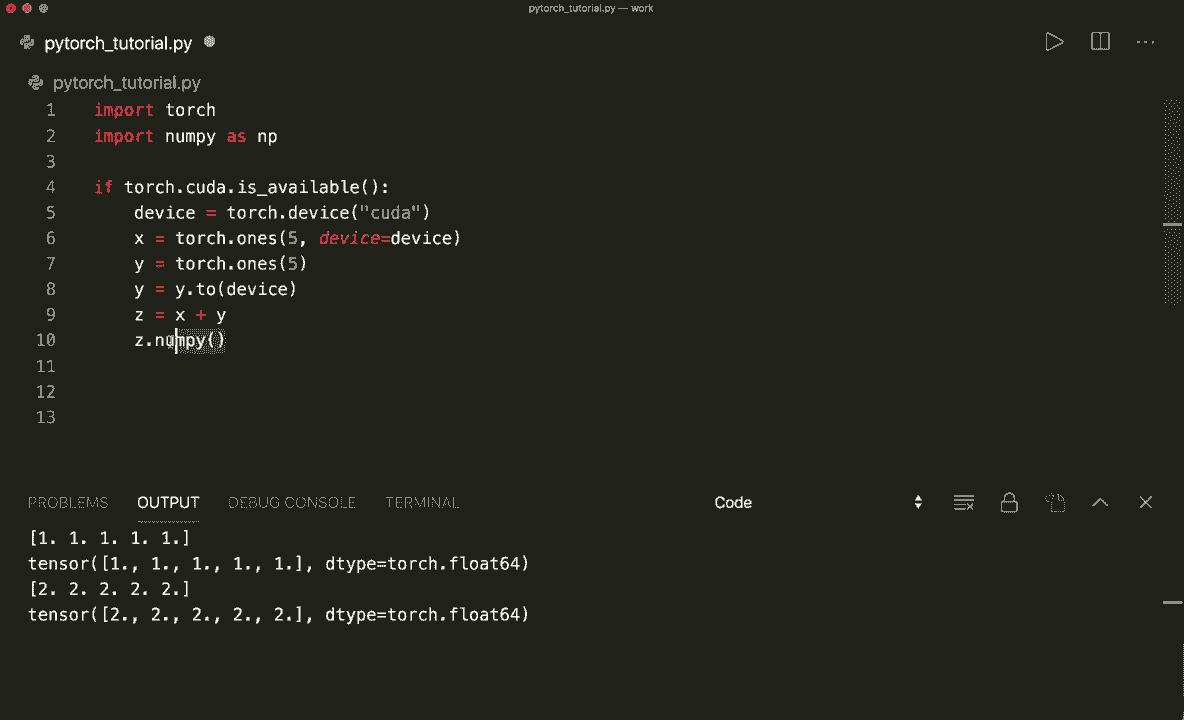 pytorch_tutorial.py — work
pytorch_tutorial.py
pytorch_tutorial.py
1 import torch
2 import numpy as np
3
4 if torch.cuda.is_available():
5 device = torch.device("cuda")
6 x = torch.ones(5, device=device)
7 y = torch.ones(5)
8 y = y.to(device)
9 z = x + y
10 z.numpy()
11
12
13
PROBLEMS OUTPUT DEBUG CONSOLE TERMINAL Code
[1. 1. 1. 1. 1.]
tensor([1., 1., 1., 1., 1.], dtype=torch.float64)
[2. 2. 2. 2. 2.]
tensor([2., 2., 2., 2., 2.], dtype=torch.float64)